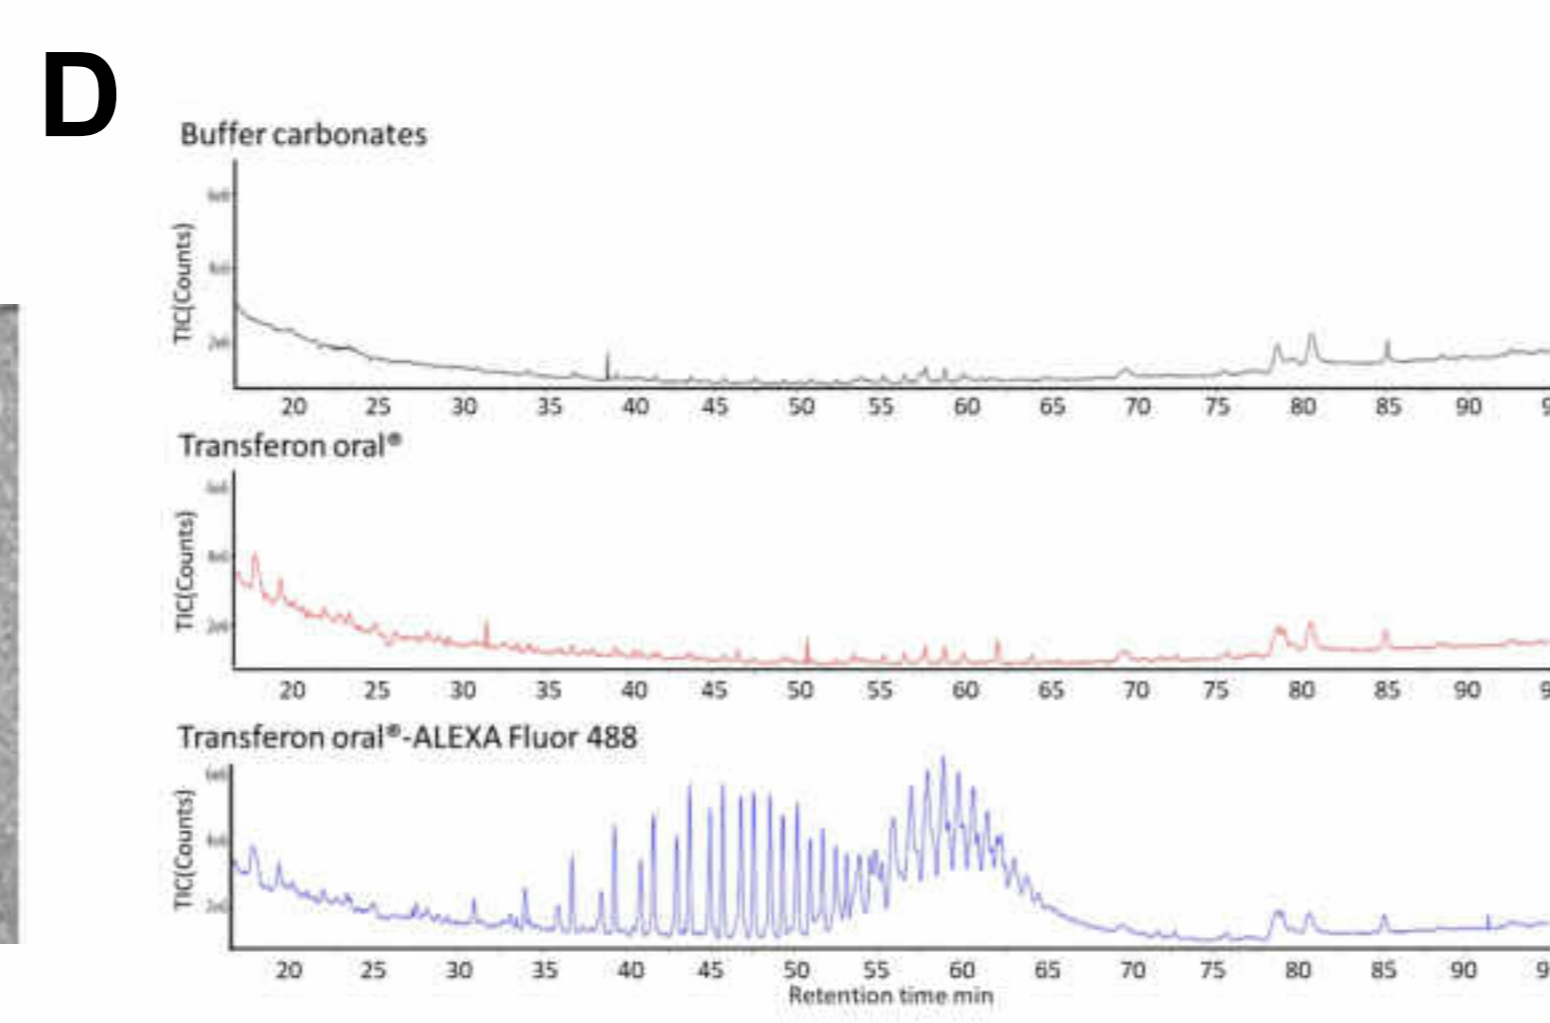 D
Buffer carbonates
TIC(Counts)
20 25 30 35 40 45 50 55 60 65 70 75 80 85 90 9
Transferon oral®
TIC(Counts)
20 25 30 35 40 45 50 55 60 65 70 75 80 85 90 9
Transferon oral®-ALEXA Fluor 488
TIC(Counts)
20 25 30 35 40 45 50 55 60 65 70 75 80 85 90 9
Retention time min